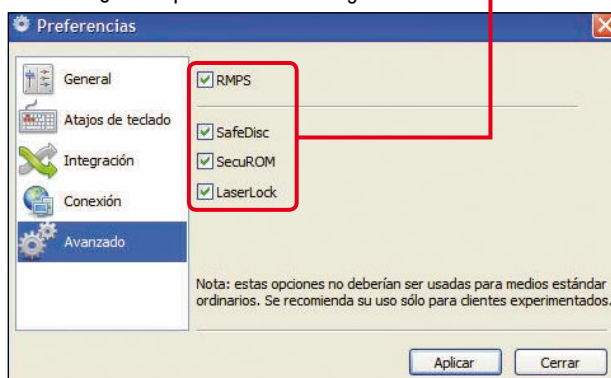 Preferencias
General
RMPS
Atajos de teclado
SafeDisc
Integración
SecuROM
Conexión
LaserLock
Avanzado
Nota: estas opciones no deberían ser usadas para medios estándar
ordinarios. Se recomienda su uso sólo para clientes experimentados.
Aplicar
Cerrar